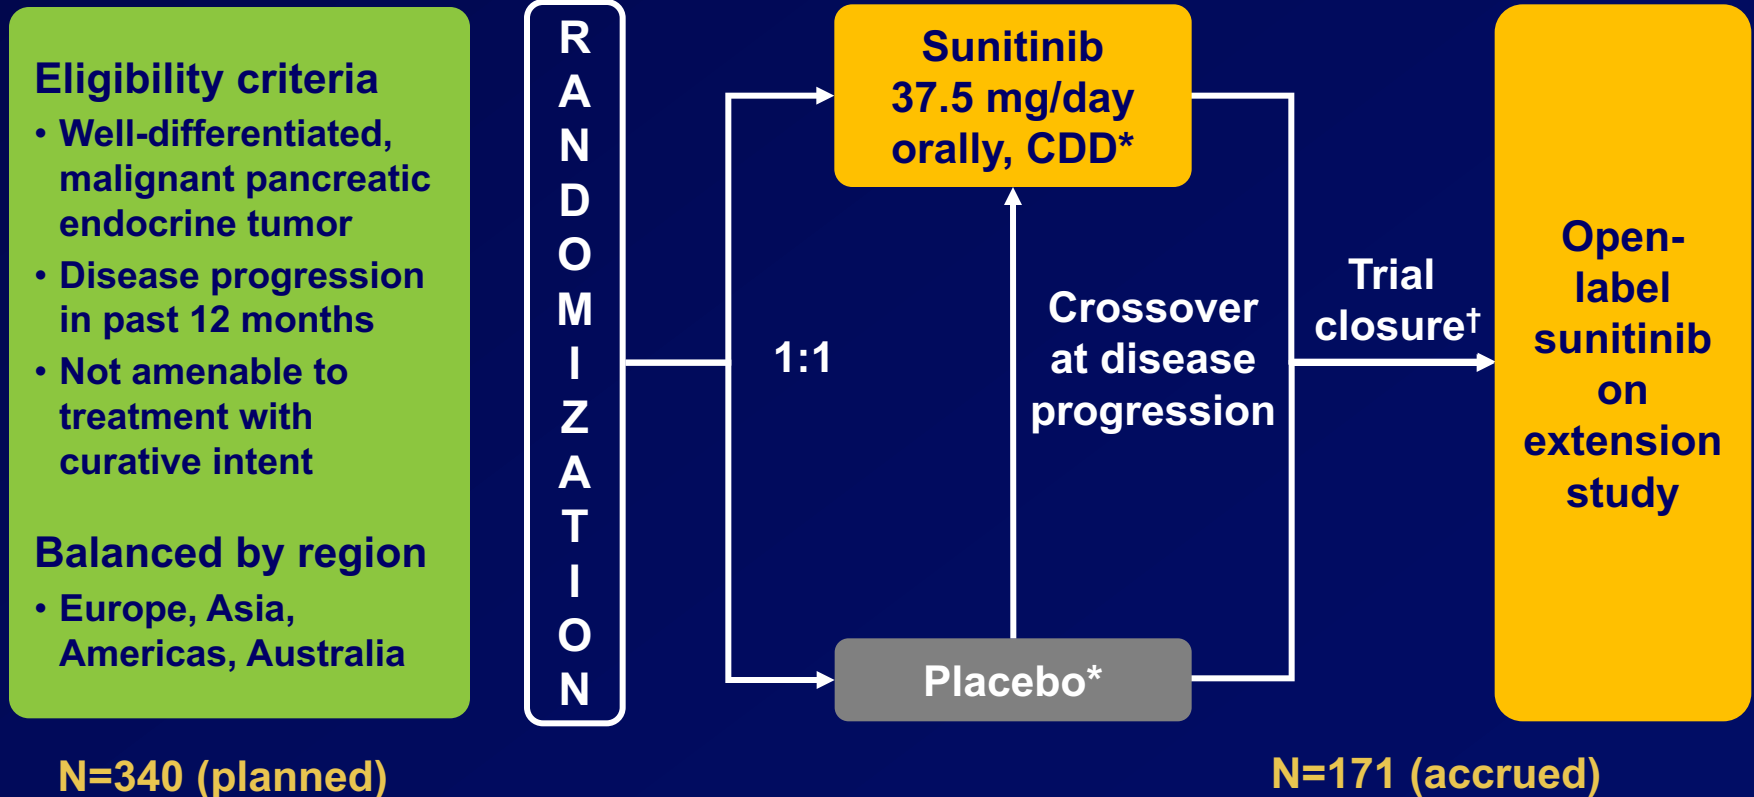 Eligibility criteria
• Well-differentiated,
malignant pancreatic
endocrine tumor
• Disease progression
in past 12 months
• Not amenable to
treatment with
curative intent
Balanced by region
• Europe, Asia,
Americas, Australia
N=340 (planned)
R
A
N
D
O
M
I
Z
A
T
I
O
N
1:1
Sunitinib
37.5 mg/day
orally, CDD*
Crossover
at disease
progression
Placebo*
Trial
closure†
Open-
label
sunitinib
on
extension
study
N=171 (accrued)